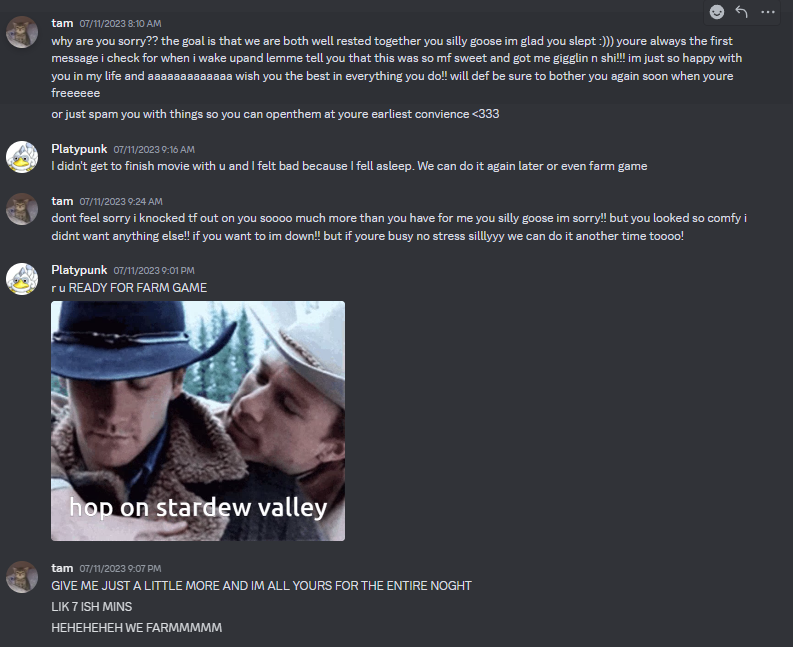 tam 07/11/2023 8:10 AM
why are you sorry?? the goal is that we are both well rested together you silly goose im glad you slept :))) youre always the first
message i check for when i wake upand lemme tell you that this was so mf sweet and got me gigglin n shi!!! im just so happy with
you in my life and aaaaaaaaaaaaa wish you the best in everything you do!! will def be sure to bother you again soon when youre
freeeeee
or just spam you with things so you can openthem at youre earliest convience <333
Platypunk 07/11/2023 9:16 AM
I didn't get to finish movie with u and I felt bad because I fell asleep. We can do it again later or even farm game
tam 07/11/2023 9:24 AM
dont feel sorry i knocked tf out on you soooo much more than you have for me you silly goose im sorry!! but you looked so comfy i
didnt want anything else!! if you want to im down!! but if youre busy no stress silllyyy we can do it another time toooo!
Platypunk 07/11/2023 9:01 PM
r u READY FOR FARM GAME
hop on stardew valley
tam 07/11/2023 9:07 PM
GIVE ME JUST A LITTLE MORE AND IM ALL YOURS FOR THE ENTIRE NOGHT
LIK 7 ISH MINS
HEHEHEHEH WE FARMMMMM